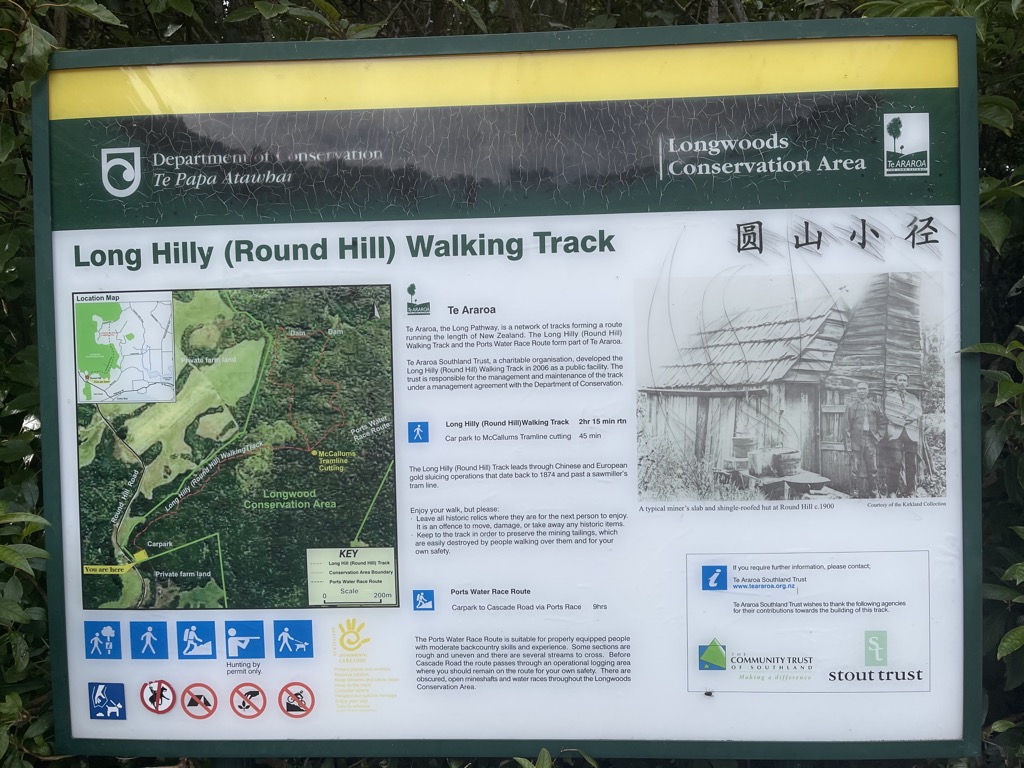 Department of Conservation
Te Papa Atawhai
Longwoods
Conservation Area
TE ARAROA
Long Hilly (Round Hill) Walking Track
圆山小径
Location Map
Private farm land
Dam
Dam
Ports Water
Race Route
McCallums
Tramline
Cutting
Long Hilly (Round Hill) Walking Track
Round Hill Road
Longwood
Conservation Area
Carpark
You are here
Private farm land
KEY
Long Hill (Round Hill) Track
Conservation Area Boundary
Ports Water Race Route
Scale
0 200m
Hunting by
permit only.
TE ARAROA
Te Araroa
Te Araroa, the Long Pathway, is a network of tracks forming a route
running the length of New Zealand. The Long Hilly (Round Hill)
Walking Track and the Ports Water Race Route form part of Te Araroa.
Te Araroa Southland Trust, a charitable organisation, developed the
Long Hilly (Round Hill) Walking Track in 2006 as a public facility. The
trust is responsible for the management and maintenance of the track
under a management agreement with the Department of Conservation.
Long Hilly (Round Hill)Walking Track 2hr 15 min rtn
Car park to McCallums Tramline cutting 45 min
The Long Hilly (Round Hill) Track leads through Chinese and European
gold sluicing operations that date back to 1874 and past a sawmiller's
tram line.
Enjoy your walk, but please:
· Leave all historic relics where they are for the next person to enjoy.
It is an offence to move, damage, or take away any historic items.
· Keep to the track in order to preserve the mining tailings, which
are easily destroyed by people walking over them and for your
own safety.
Ports Water Race Route
Carpark to Cascade Road via Ports Race 9hrs
The Ports Water Race Route is suitable for properly equipped people
with moderate backcountry skills and experience. Some sections are
rough and uneven and there are several streams to cross. Before
Cascade Road the route passes through an operational logging area
where you should remain on the route for your own safety. There are
obscured, open mineshafts and water races throughout the Longwoods
Conservation Area.
A typical miner's slab and shingle-roofed hut at Round Hill c.1900
Courtesy of the Kirkland Collection
If you require further information, please contact;
Te Araroa Southland Trust
www.teararoa.org.nz
Te Araroa Southland Trust wishes to thank the following agencies
for their contributions towards the building of this track.
THE
COMMUNITY TRUST
OF SOUTHLAND
Making a difference
st
stout trust